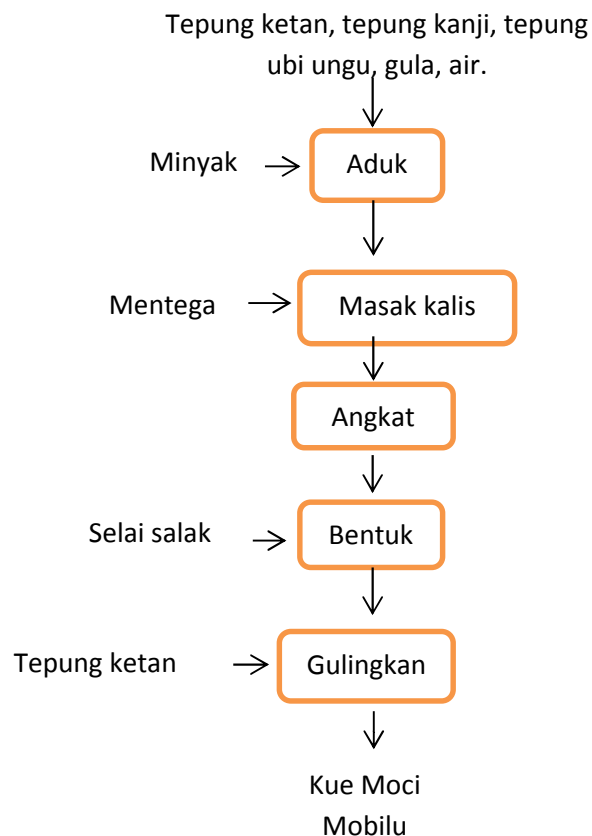 Tepung ketan, tepung kanji, tepung
ubi ungu, gula, air.
Minyak
Aduk
Mentega
Masak kalis
Angkat
Selai salak
Bentuk
Tepung ketan
Gulingkan
Kue Moci
Mobilu